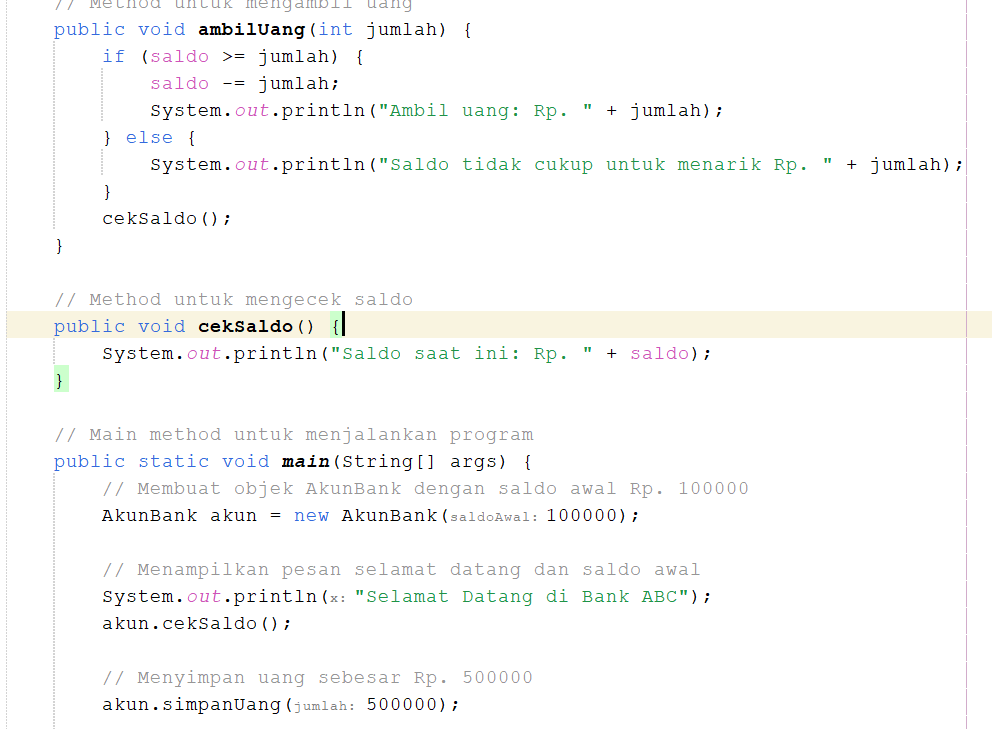 // Method untuk mengambil uang
public void ambilUang(int jumlah) {
if (saldo >= jumlah) {
saldo -= jumlah;
System.out.println("Ambil uang: Rp. " + jumlah);
} else {
System.out.println("Saldo tidak cukup untuk menarik Rp. " + jumlah);
}
cekSaldo();
}
// Method untuk mengecek saldo
public void cekSaldo() {
System.out.println("Saldo saat ini: Rp. " + saldo);
}
// Main method untuk menjalankan program
public static void main(String[] args) {
// Membuat objek AkunBank dengan saldo awal Rp. 100000
AkunBank akun = new AkunBank(saldoAwal: 100000);
// Menampilkan pesan selamat datang dan saldo awal
System.out.println(x: "Selamat Datang di Bank ABC");
akun.cekSaldo();
// Menyimpan uang sebesar Rp. 500000
akun.simpanUang(jumlah: 500000);